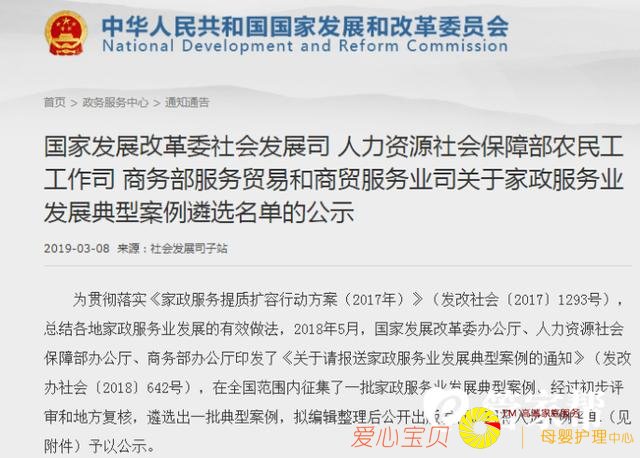 中华人民共和国国家发展和改革委员会
National Development and Reform Commission
首页 > 政务服务中心 > 通知通告
国家发展改革委社会发展司 人力资源社会保障部农民工
工作司 商务部服务贸易和商贸服务业司关于家政服务业
发展典型案例遴选名单的公示
2019-03-08 来源：社会发展司子站
为贯彻落实《家政服务提质扩容行动方案（2017年）》（发改社会〔2017〕1293号），
总结各地家政服务业发展的有效做法，2018年5月，国家发展改革委办公厅、人力资源社会
保障部办公厅、商务部办公厅印发了《关于请报送家政服务业发展典型案例的通知》（发改
办社会〔2018〕642号），在全国范围内征集了一批家政服务业发展典型案例、经过初步评
审和地方复核，遴选出一批典型案例，拟编辑整理后公开出版
（见
附件）予以公示。
爱心宝贝
TM)高端家庭服务
母婴护理中心